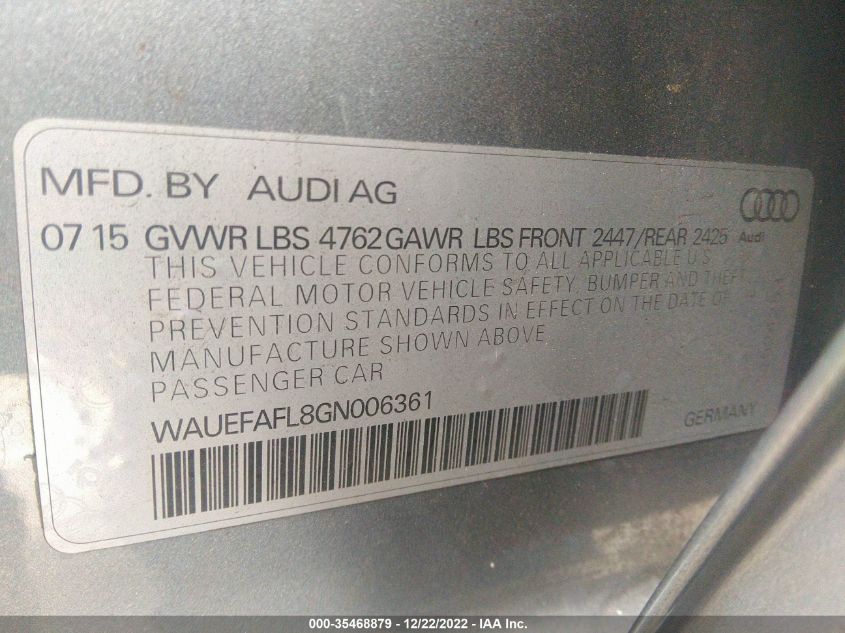 MFD. BY AUDI AG
07 15 GVWR LBS 4762 GAWR LBS FRONT 2447/REAR 2425
Audi
THIS VEHICLE CONFORMS TO ALL APPLICABLE U.S.
FEDERAL MOTOR VEHICLE SAFETY, BUMPER AND THEFT
PREVENTION STANDARDS IN EFFECT ON THE DATE OF
MANUFACTURE SHOWN ABOVE
PASSENGER CAR
WAUEFAFL8GN006361
GERMANY
000-35468879 - 12/22/2022 - IAA Inc.